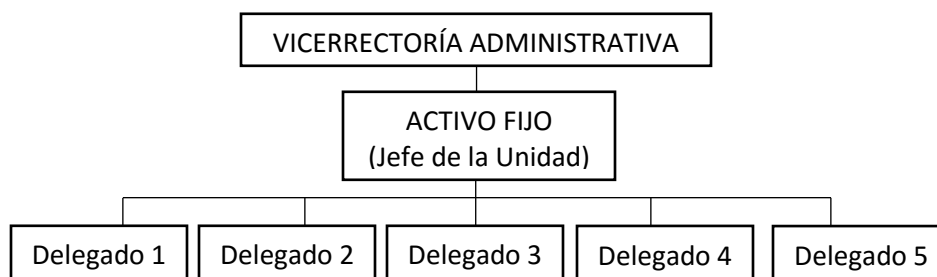 VICERRECTORÍA ADMINISTRATIVA
ACTIVO FIJO
(Jefe de la Unidad)
Delegado 1
Delegado 2
Delegado 3
Delegado 4
Delegado 5